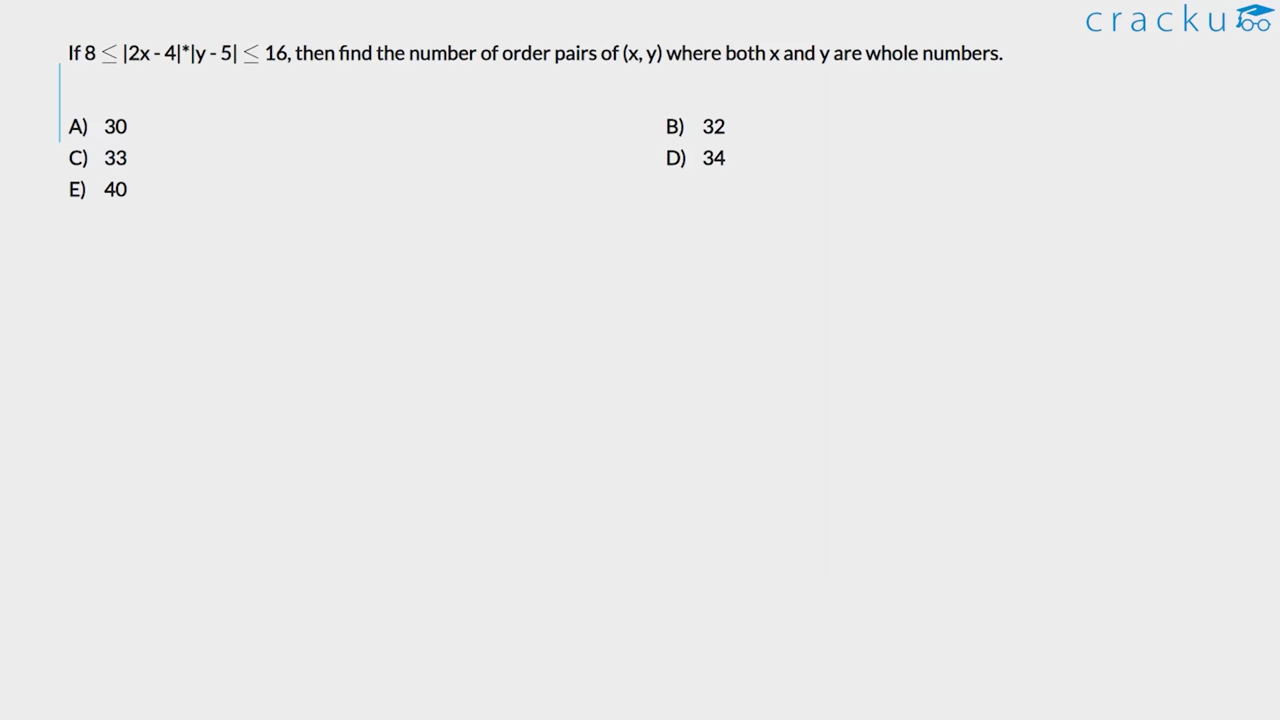 cracku
If 8 ≤ |2x - 4|*|y - 5| ≤ 16, then find the number of order pairs of (x, y) where both x and y are whole numbers.
A) 30
B) 32
C) 33
D) 34
E) 40